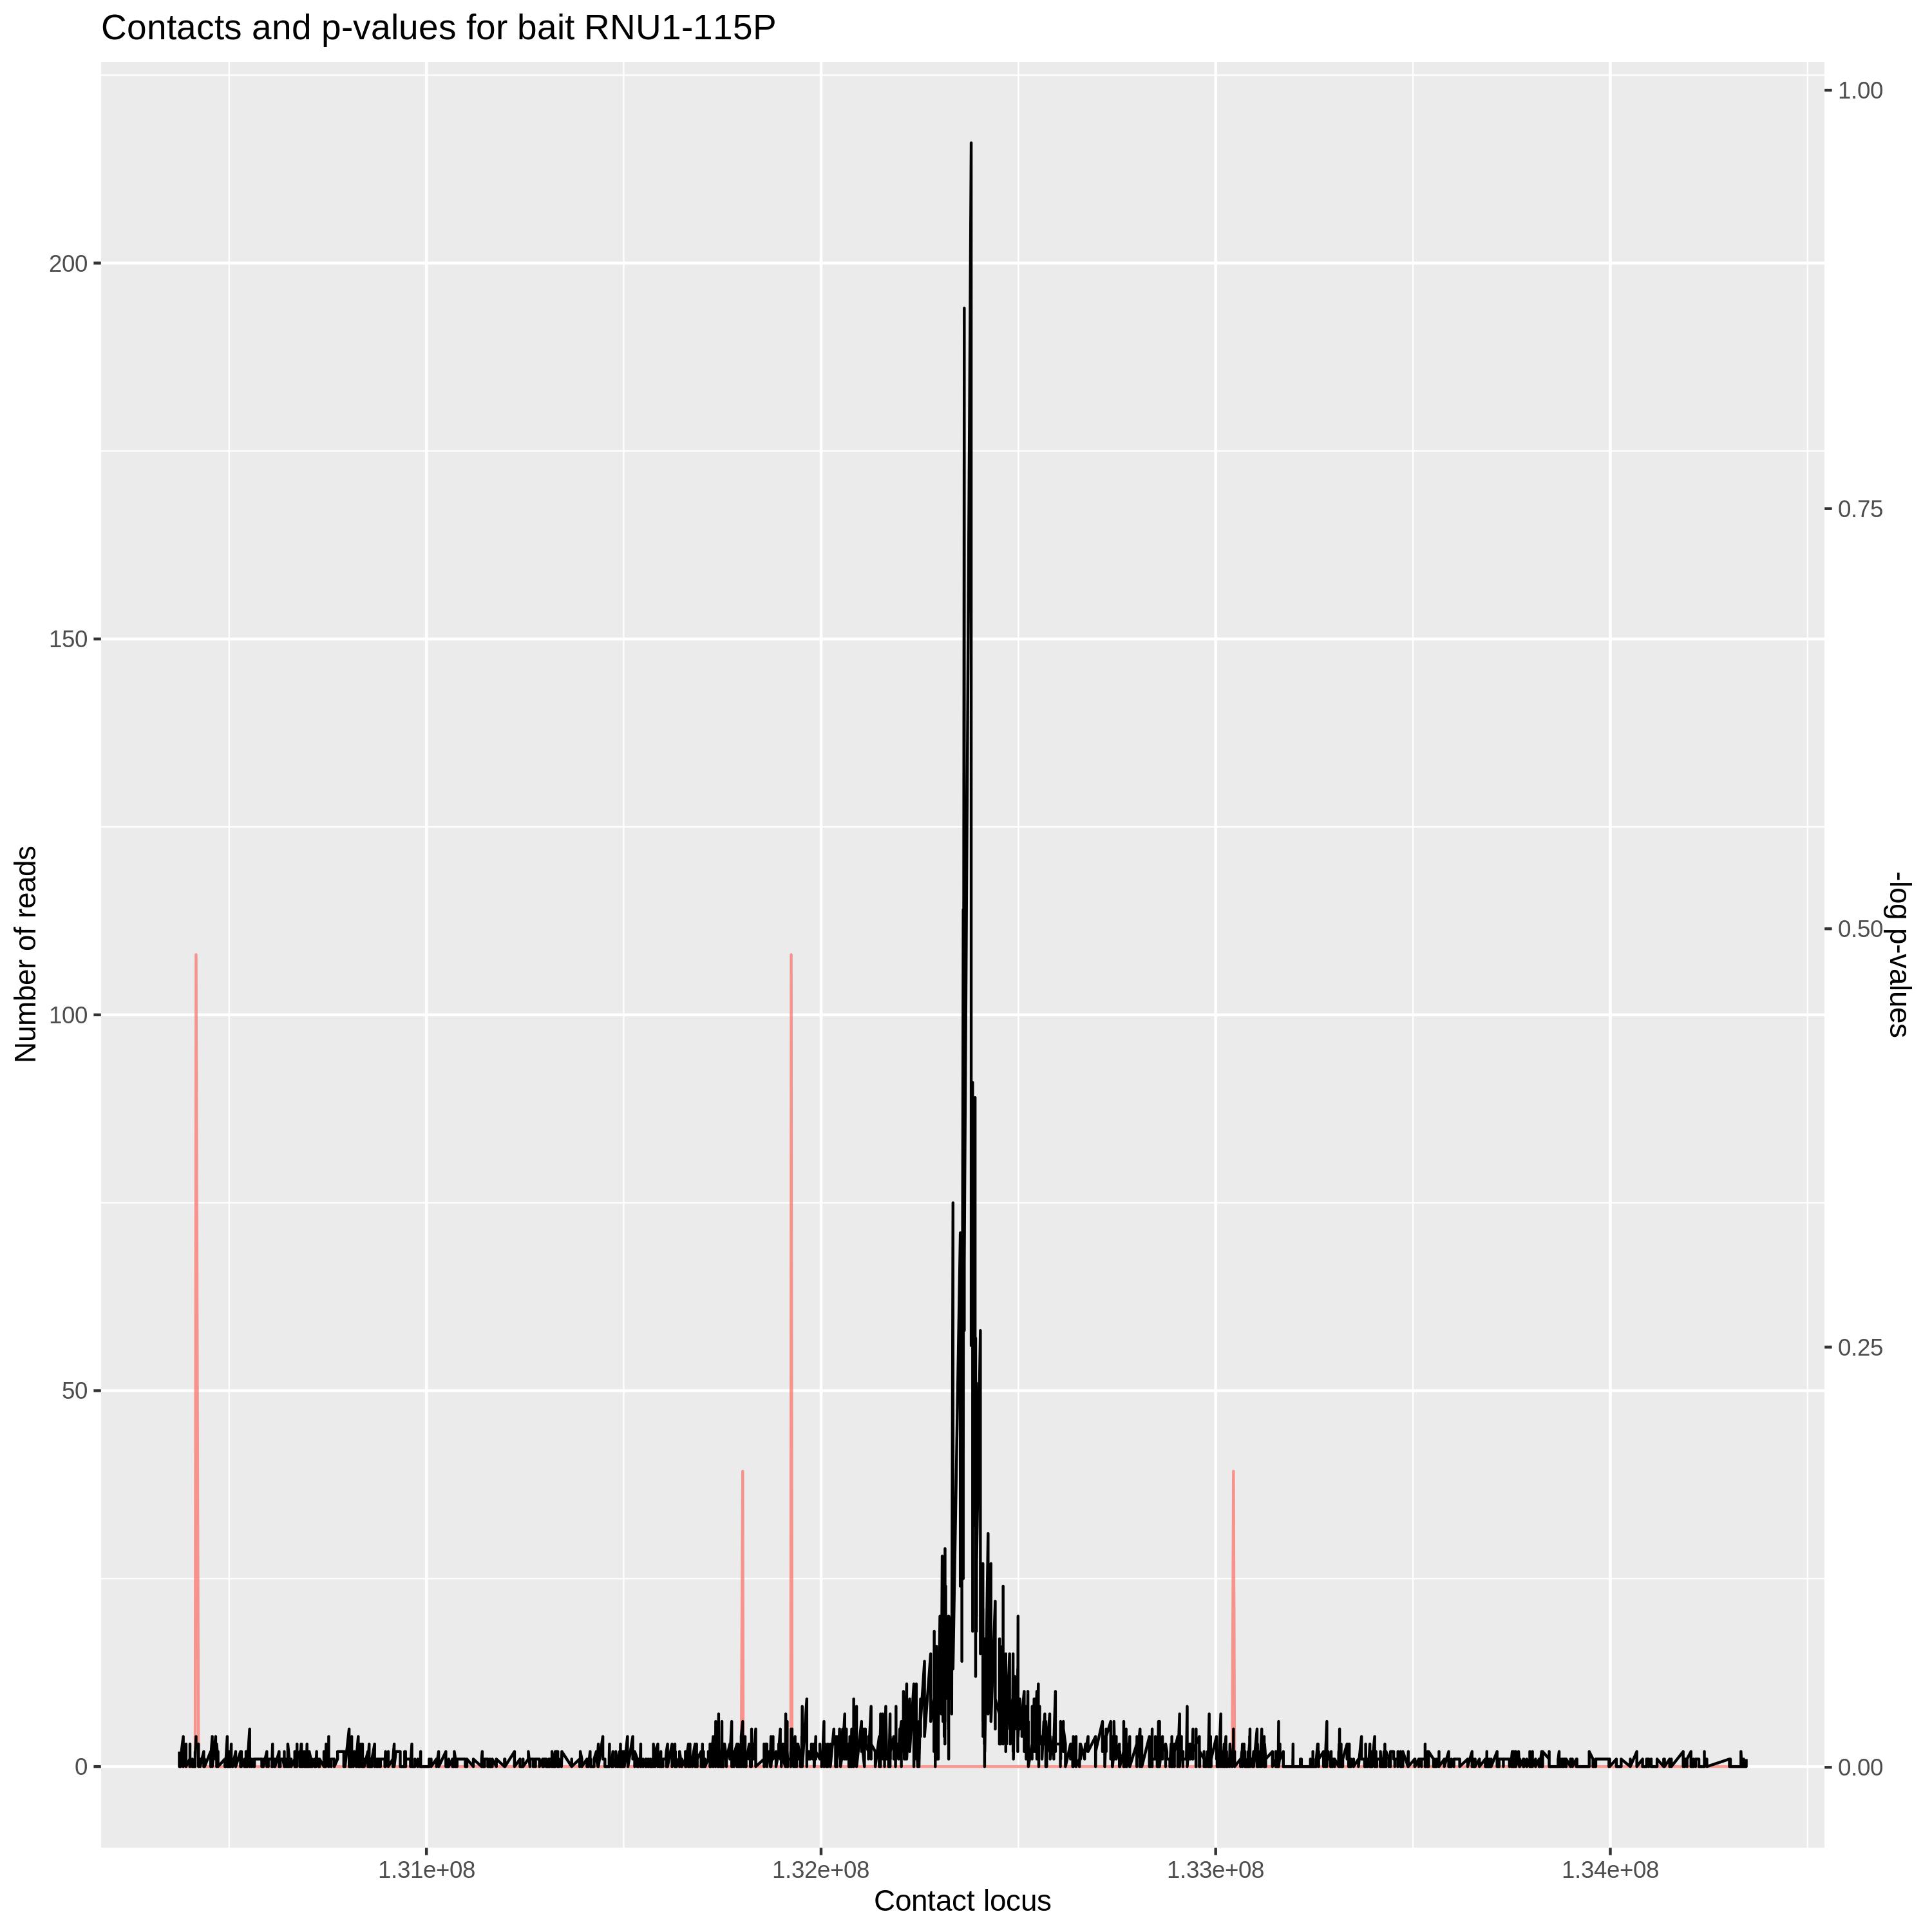 Contacts and p-values for bait RNU1-115P
1.00
200
0.75
150
Number of reads
0.50
-log p-values
100
0.25
50
0
0.00
1.31e+08
1.32e+08
1.33e+08
1.34e+08
Contact locus